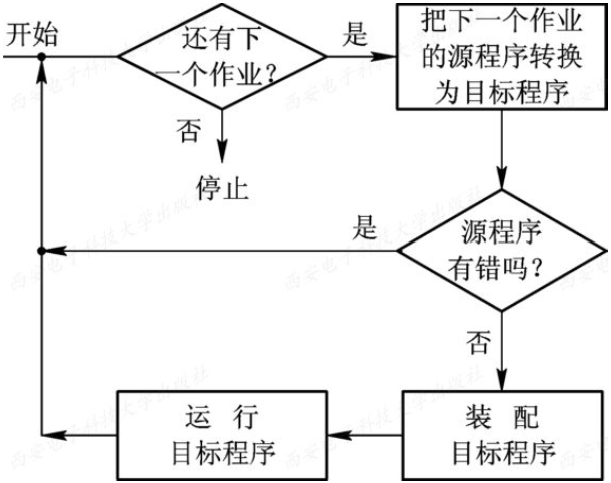 开始
还有下
一个作业？
是
把下一个作业
的源程序转换
为目标程序
否
停止
是
源程序
有错吗？
否
运 行
目标程序
装 配
目标程序
西安电子科技大学出版社